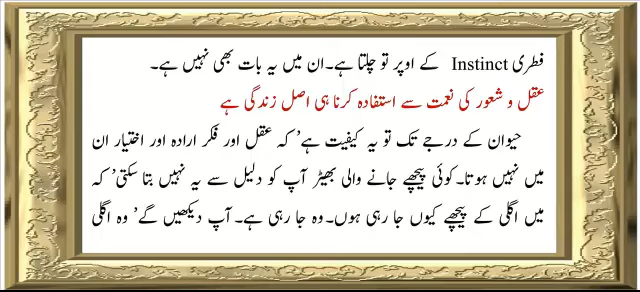 فطری Instinct کے اوپر تو چلتا ہے۔ ان میں یہ بات بھی نہیں ہے۔
عقل و شعور کی نعمت سے استفادہ کرنا ہی اصل زندگی ہے
حیوان کے درجے تک تو یہ کیفیت ہے’ کہ عقل اور فکر ارادہ اور اختیار ان
میں نہیں ہوتا۔ کوئی پیچھے جانے والی بھیڑ آپ کو دلیل سے یہ نہیں بتا سکتی’ کہ
میں اگلی کے پیچھے کیوں جا رہی ہوں۔ وہ جا رہی ہے۔ آپ دیکھیں گے’ وہ اگلی